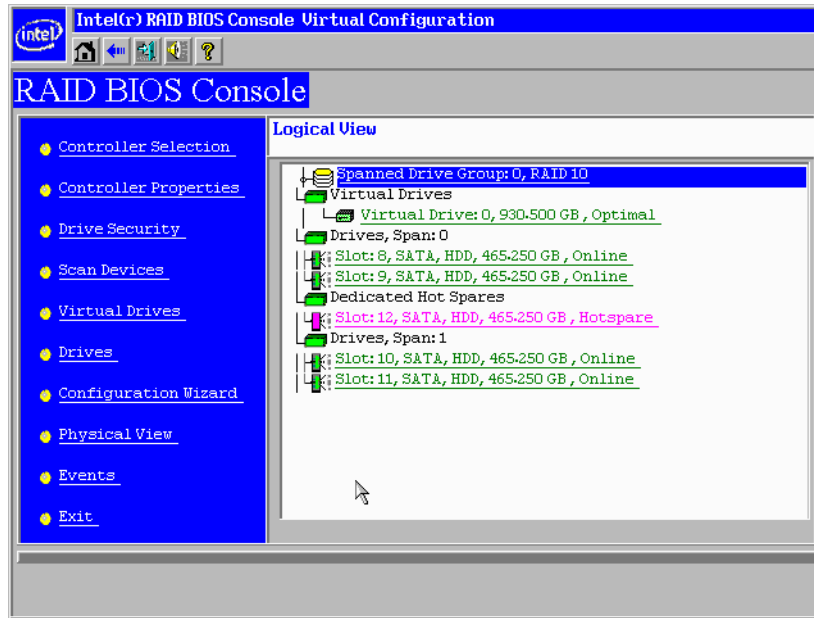 Intel(r) RAID BIOS Console Virtual Configuration
intel
?
RAID BIOS Console
Controller Selection
Controller Properties
Drive Security
Scan Devices
Virtual Drives
Drives
Configuration Wizard
Physical View
Events
Exit
Logical View
Spanned Drive Group: 0, RAID 10
Virtual Drives
Virtual Drive: 0, 930.500 GB, Optimal
Drives, Span: 0
Slot: 8, SATA, HDD, 465.250 GB, Online
Slot: 9, SATA, HDD, 465.250 GB, Online
Dedicated Hot Spares
Slot: 12, SATA, HDD, 465.250 GB, Hotspare
Drives, Span: 1
Slot: 10, SATA, HDD, 465.250 GB, Online
Slot: 11, SATA, HDD, 465.250 GB, Online